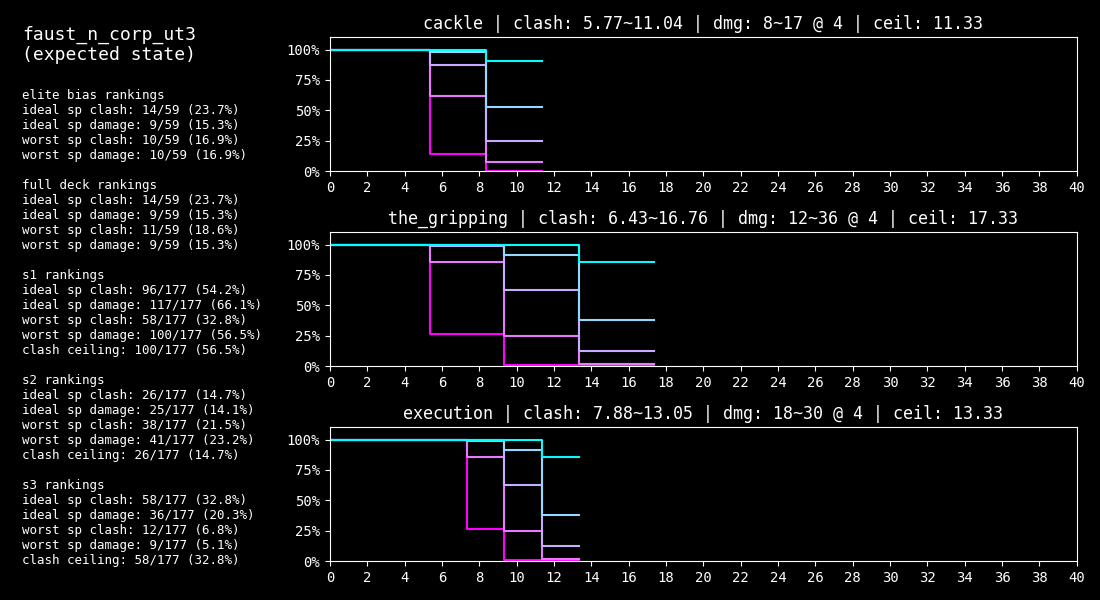 faust_n_corp_ut3
(expected state)
elite bias rankings
ideal sp clash: 14/59 (23.7%)
ideal sp damage: 9/59 (15.3%)
worst sp clash: 10/59 (16.9%)
worst sp damage: 10/59 (16.9%)
full deck rankings
ideal sp clash: 14/59 (23.7%)
ideal sp damage: 9/59 (15.3%)
worst sp clash: 11/59 (18.6%)
worst sp damage: 9/59 (15.3%)
s1 rankings
ideal sp clash: 96/177 (54.2%)
ideal sp damage: 117/177 (66.1%)
worst sp clash: 58/177 (32.8%)
worst sp damage: 100/177 (56.5%)
clash ceiling: 100/177 (56.5%)
s2 rankings
ideal sp clash: 26/177 (14.7%)
ideal sp damage: 25/177 (14.1%)
worst sp clash: 38/177 (21.5%)
worst sp damage: 41/177 (23.2%)
clash ceiling: 26/177 (14.7%)
s3 rankings
ideal sp clash: 58/177 (32.8%)
ideal sp damage: 36/177 (20.3%)
worst sp clash: 12/177 (6.8%)
worst sp damage: 9/177 (5.1%)
clash ceiling: 58/177 (32.8%)
cackle | clash: 5.77~11.04 | dmg: 8~17 @ 4 | ceil: 11.33
100%
75%
50%
25%
0%
0 2 4 6 8 10 12 14 16 18 20 22 24 26 28 30 32 34 36 38 40
the_gripping | clash: 6.43~16.76 | dmg: 12~36 @ 4 | ceil: 17.33
100%
75%
50%
25%
0%
0 2 4 6 8 10 12 14 16 18 20 22 24 26 28 30 32 34 36 38 40
execution | clash: 7.88~13.05 | dmg: 18~30 @ 4 | ceil: 13.33
100%
75%
50%
25%
0%
0 2 4 6 8 10 12 14 16 18 20 22 24 26 28 30 32 34 36 38 40